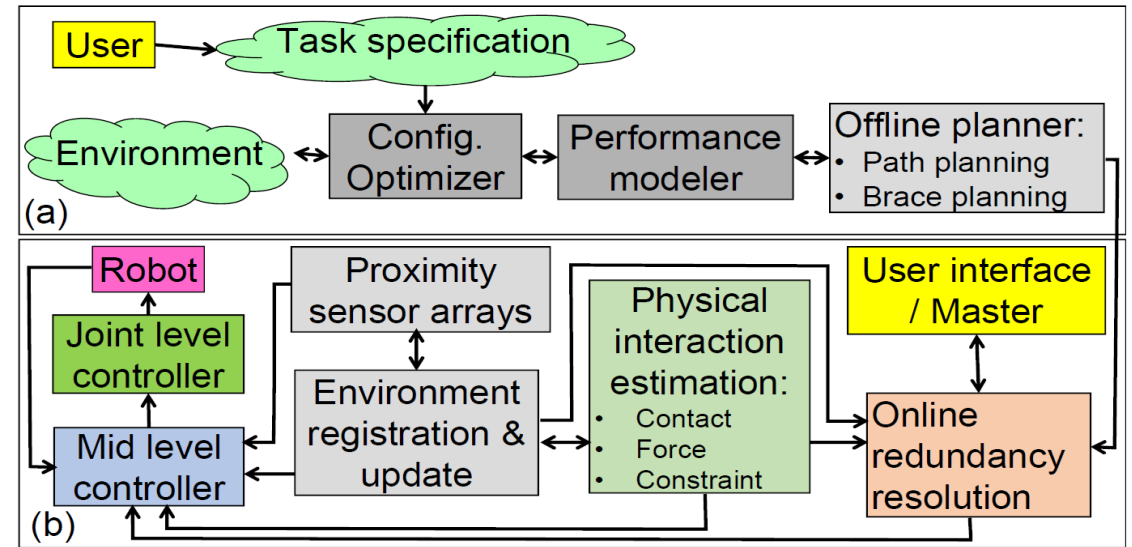 User
Task specification
Environment
Config.
Optimizer
Performance
modeler
Offline planner:
• Path planning
• Brace planning
(a)
Robot
Joint level
controller
Mid level
controller
Proximity
sensor arrays
Environment
registration &
update
Physical
interaction
estimation:
• Contact
• Force
• Constraint
User interface
/ Master
Online
redundancy
resolution
(b)